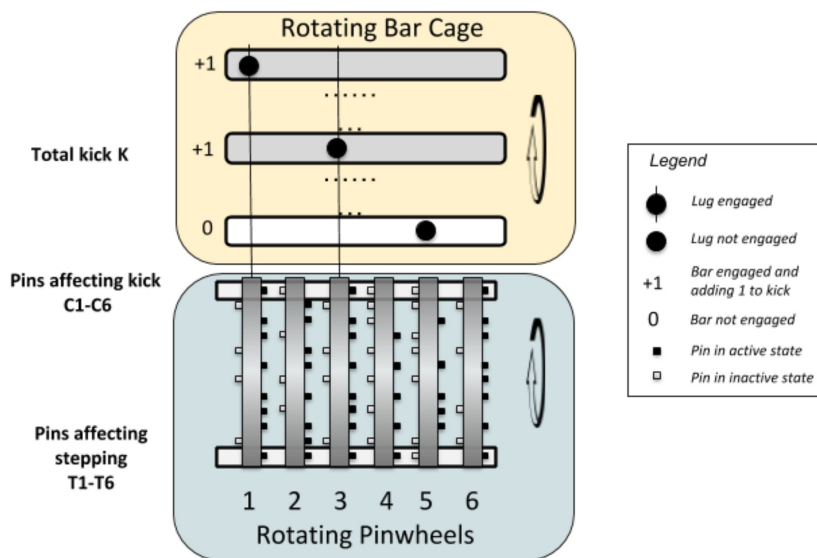 Rotating Bar Cage
+1
......
...
Total kick K
+1
......
...
0
Pins affecting kick
C1-C6
Pins affecting
stepping
T1-T6
1 2 3 4 5 6
Rotating Pinwheels
Legend
Lug engaged
Lug not engaged
+1 Bar engaged and
adding 1 to kick
0 Bar not engaged
Pin in active state
Pin in inactive state